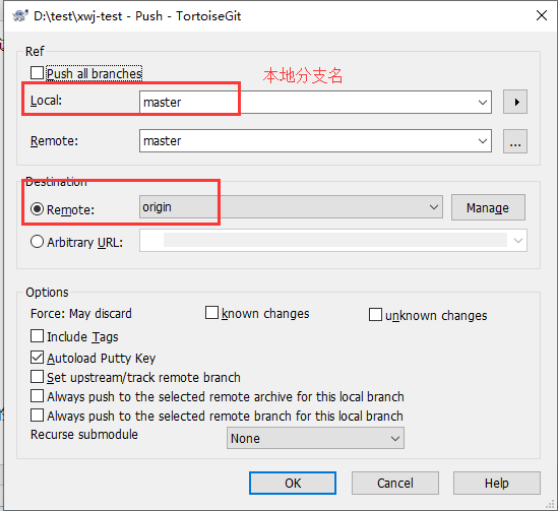 D:\test\xwj-test - Push - TortoiseGit
Ref
Push all branches
本地分支名
Local:
master
Remote:
master
...
Destination
Remote:
origin
Manage
Arbitrary URL:
Options
Force: May discard
known changes
unknown changes
Include Tags
Autoload Putty Key
Set upstream/track remote branch
Always push to the selected remote archive for this local branch
Always push to the selected remote branch for this local branch
Recurse submodule
None
OK
Cancel
Help